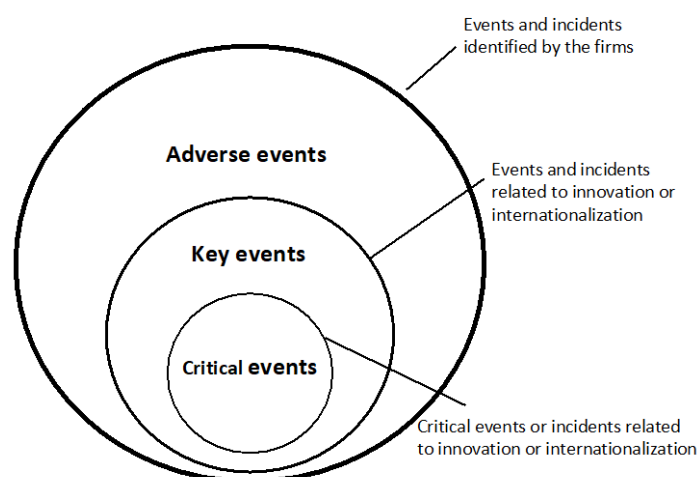 Events and incidents
identified by the firms
Adverse events
Events and incidents
related to innovation or
internationalization
Key events
Critical events
Critical events or incidents related
to innovation or internationalization